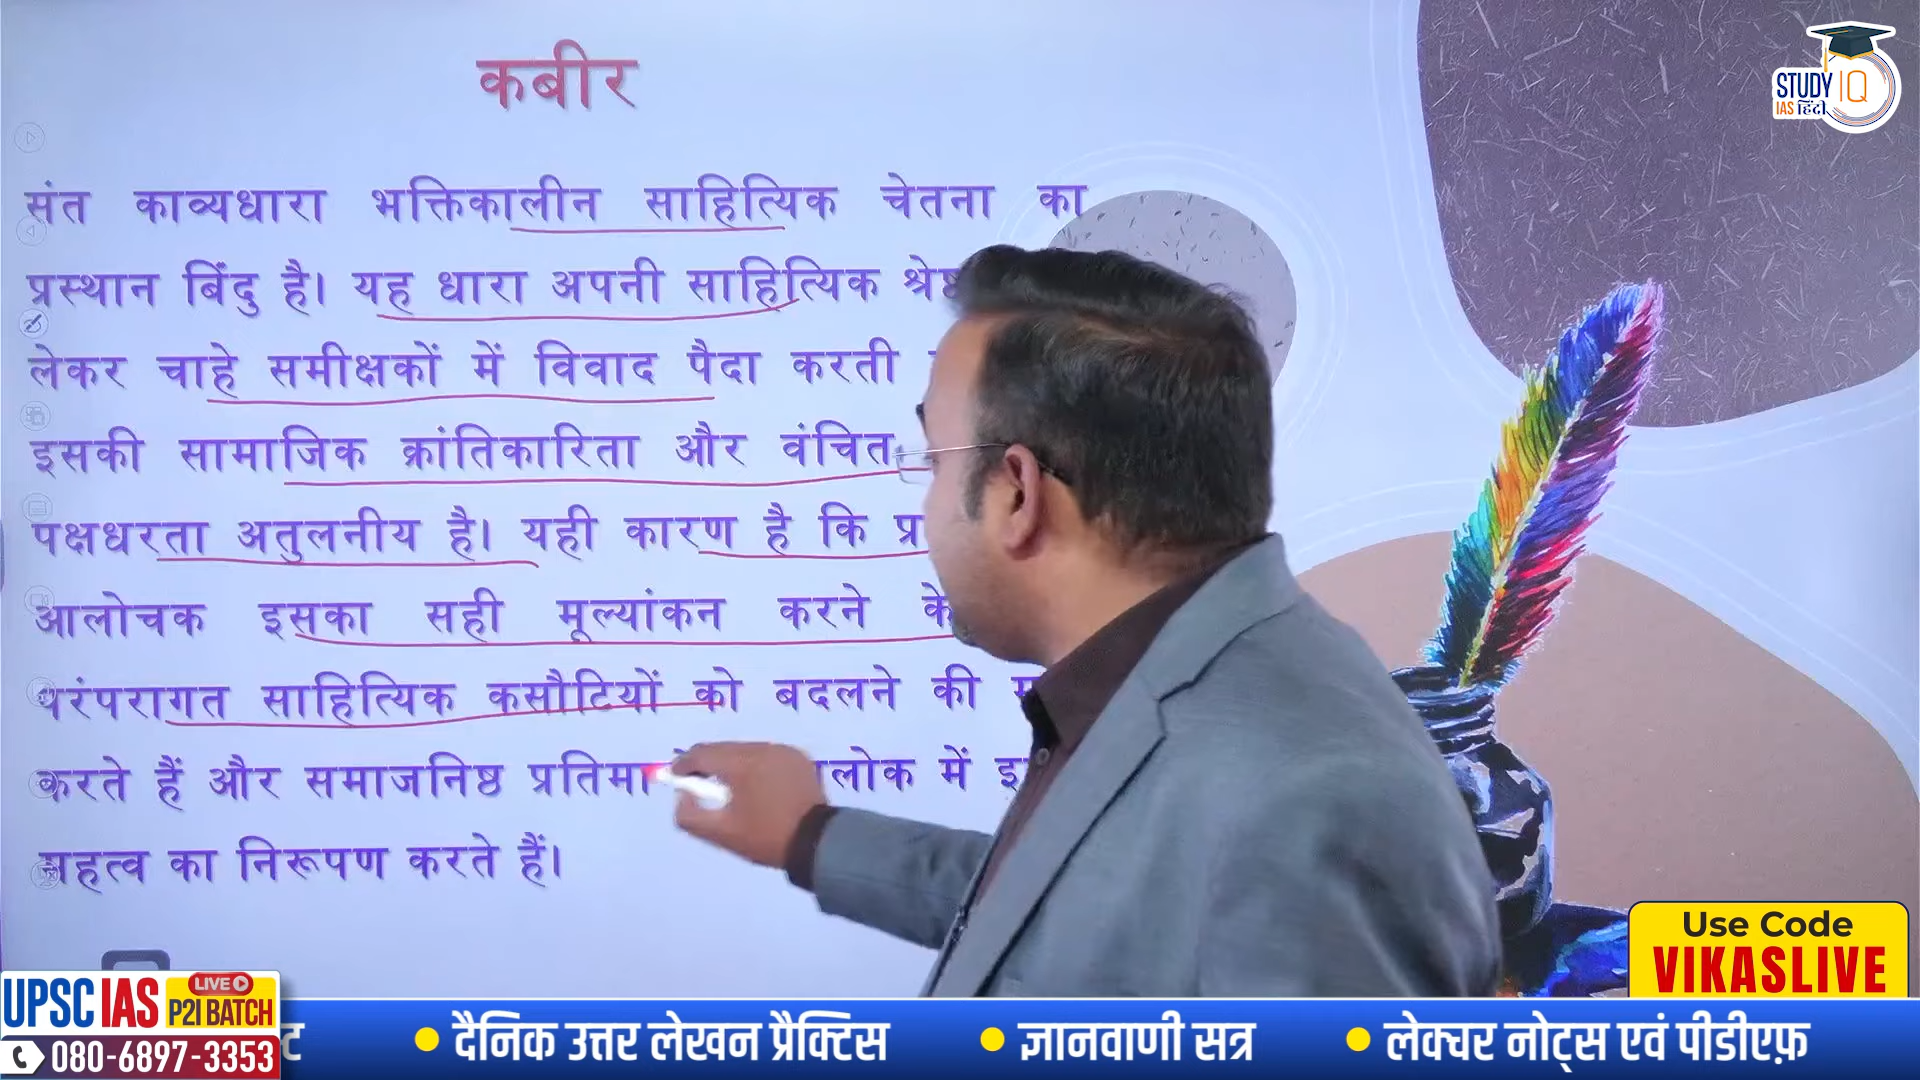 कबीर
संत काव्यधारा भक्तिकालीन साहित्यिक चेतना का
प्रस्थान बिंदु है। यह धारा अपनी साहित्यिक
लेकर चाहे समीक्षकों में विवाद पैदा करती
इसकी सामाजिक क्रांतिकारिता और वंचित
पक्षधरता अतुलनीय है। यही कारण है कि
आलोचक इसका सही मूल्यांकन करने के
परंपरागत साहित्यिक कसौटियों को बदलने की
करते हैं और समाजनिष्ठ में
महत्व का निरूपण करते हैं।
STUDY IQ
IAS हिंदी
Use Code
VIKASLIVE
UPSC IAS LIVE P2I BATCH
080-6897-3353
दैनिक उत्तर लेखन प्रैक्टिस
ज्ञानवाणी सत्र
लेक्चर नोट्स एवं पीडीएफ़